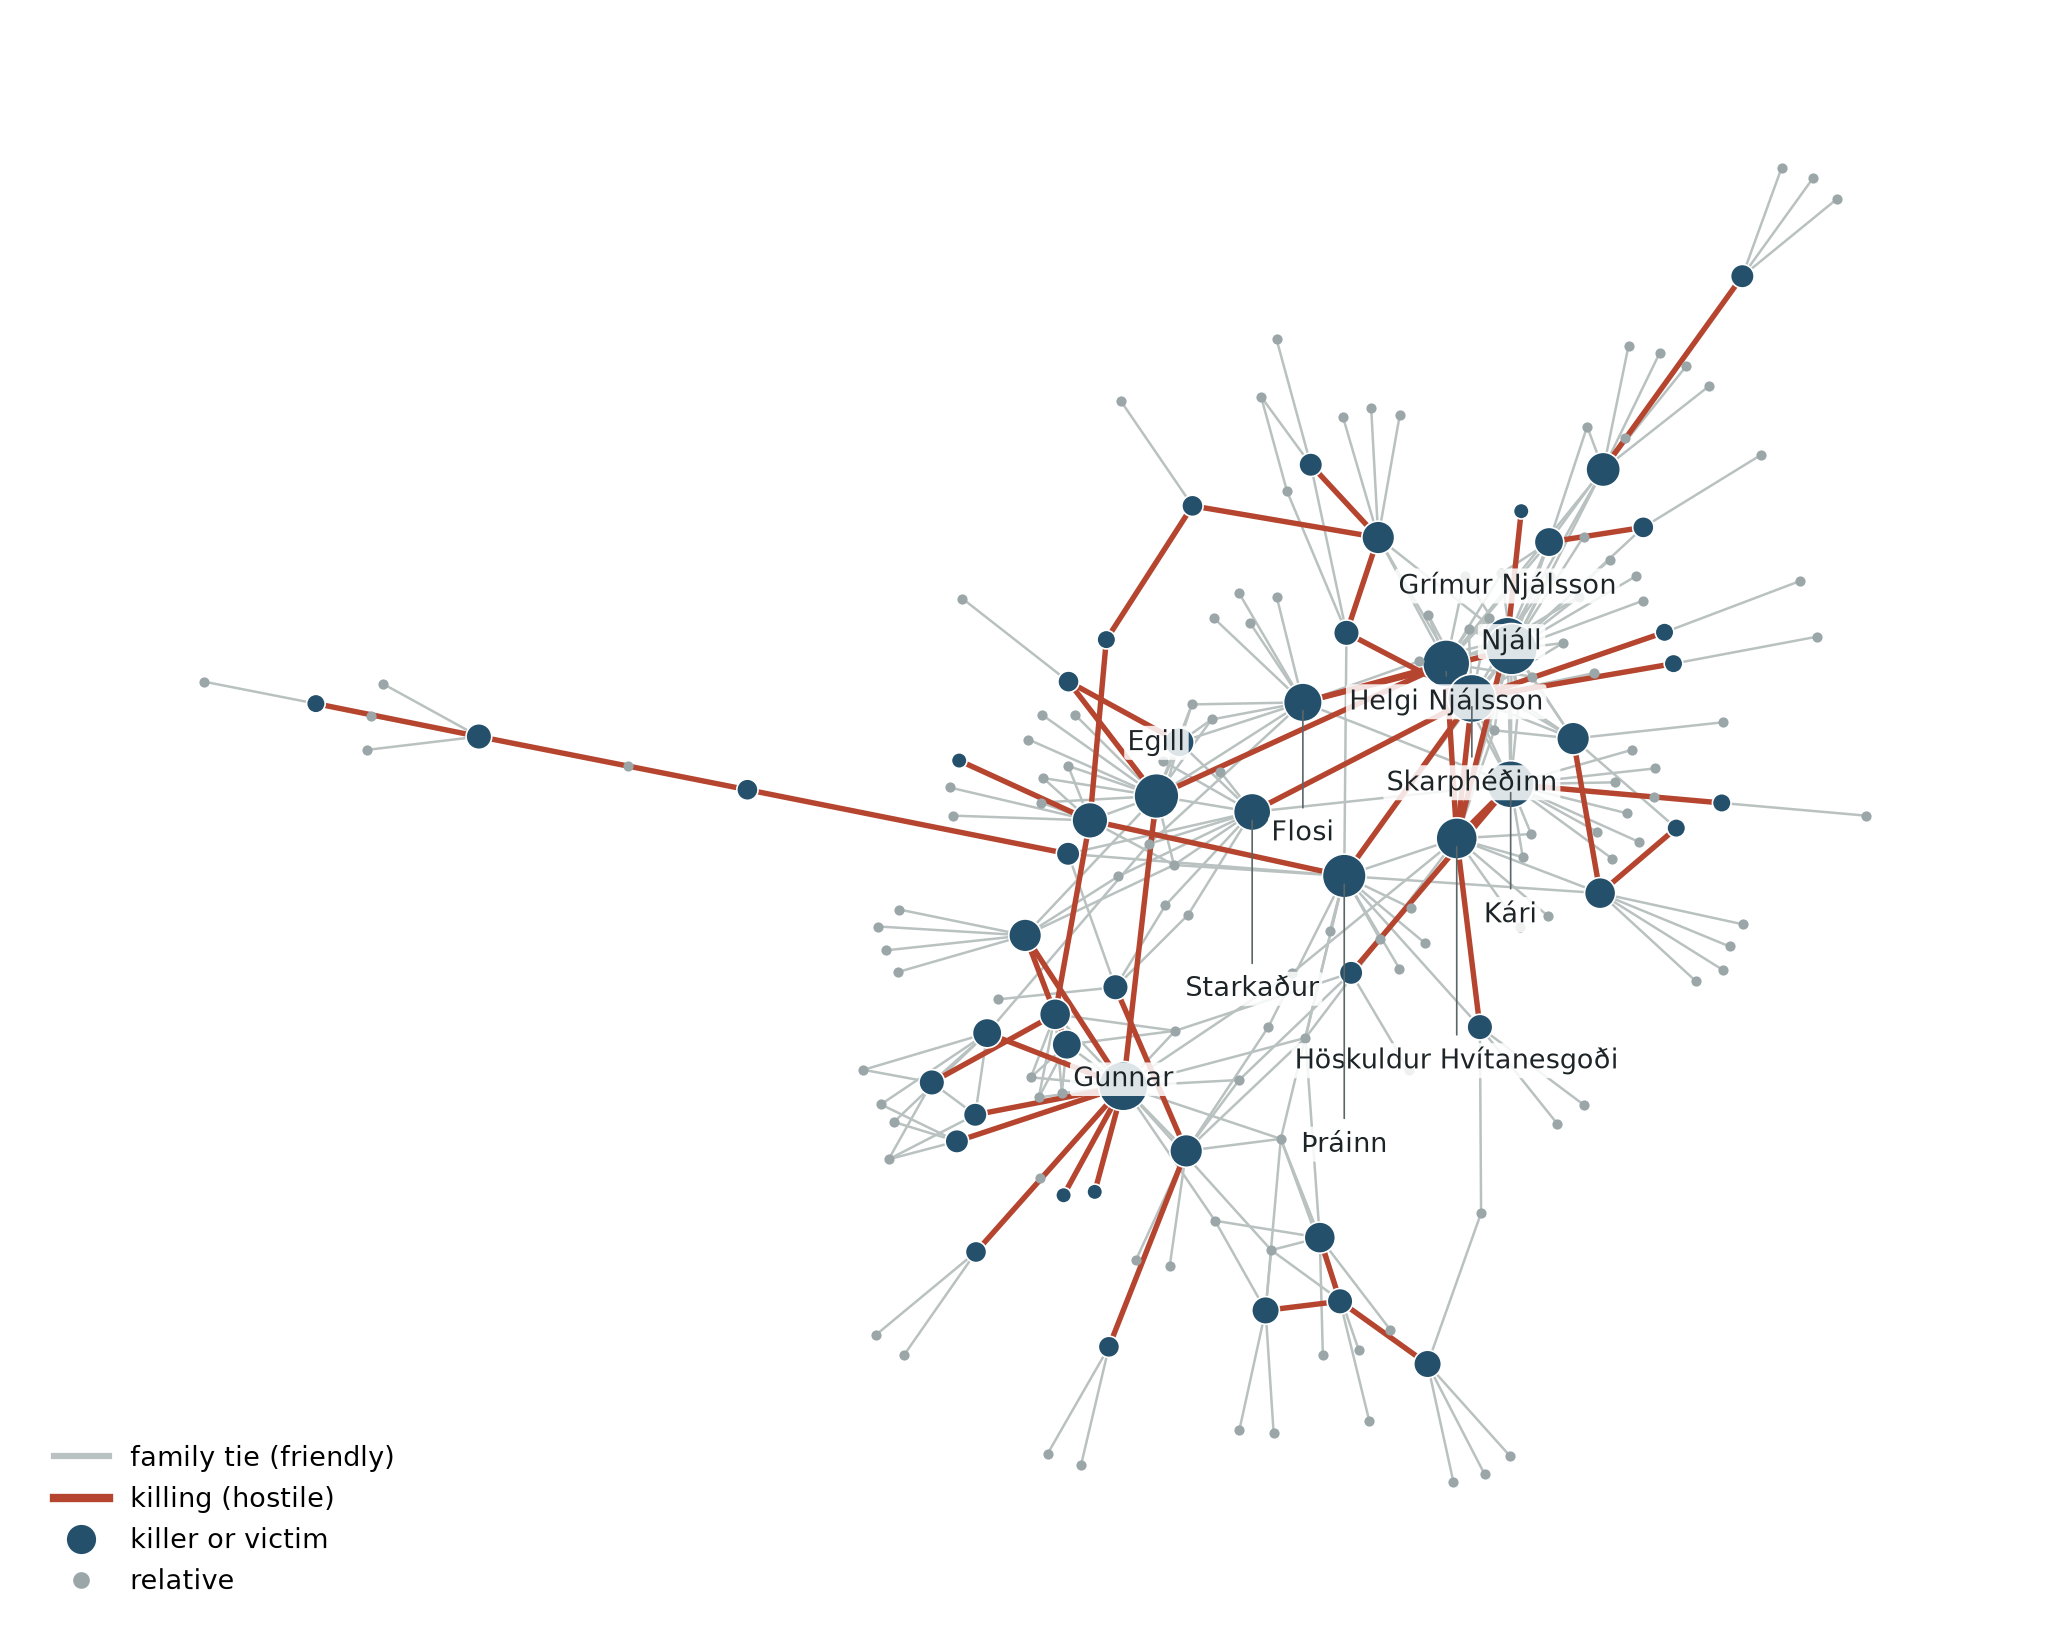 Grímur Njálsson
Njáll
Helgi Njálsson
Egill
Skarphéðinn
Flosi
Kári
Starkaður
Höskuldur Hvítanesgoði
Gunnar
Þráinn
family tie (friendly)
killing (hostile)
killer or victim
relative